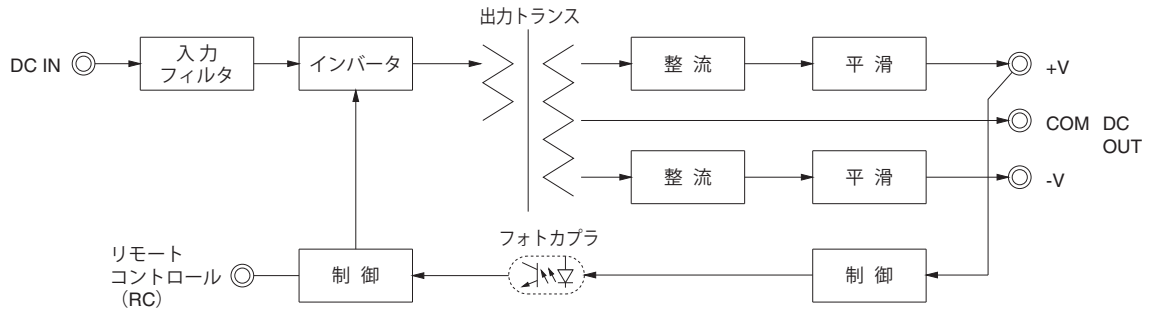 出力トランス
DC IN
入 力
フィルタ
インバータ
整 流
平 滑
+V
COM DC
OUT
整 流
平 滑
-V
フォトカプラ
リモート
コントロール
（RC）
制 御
制 御